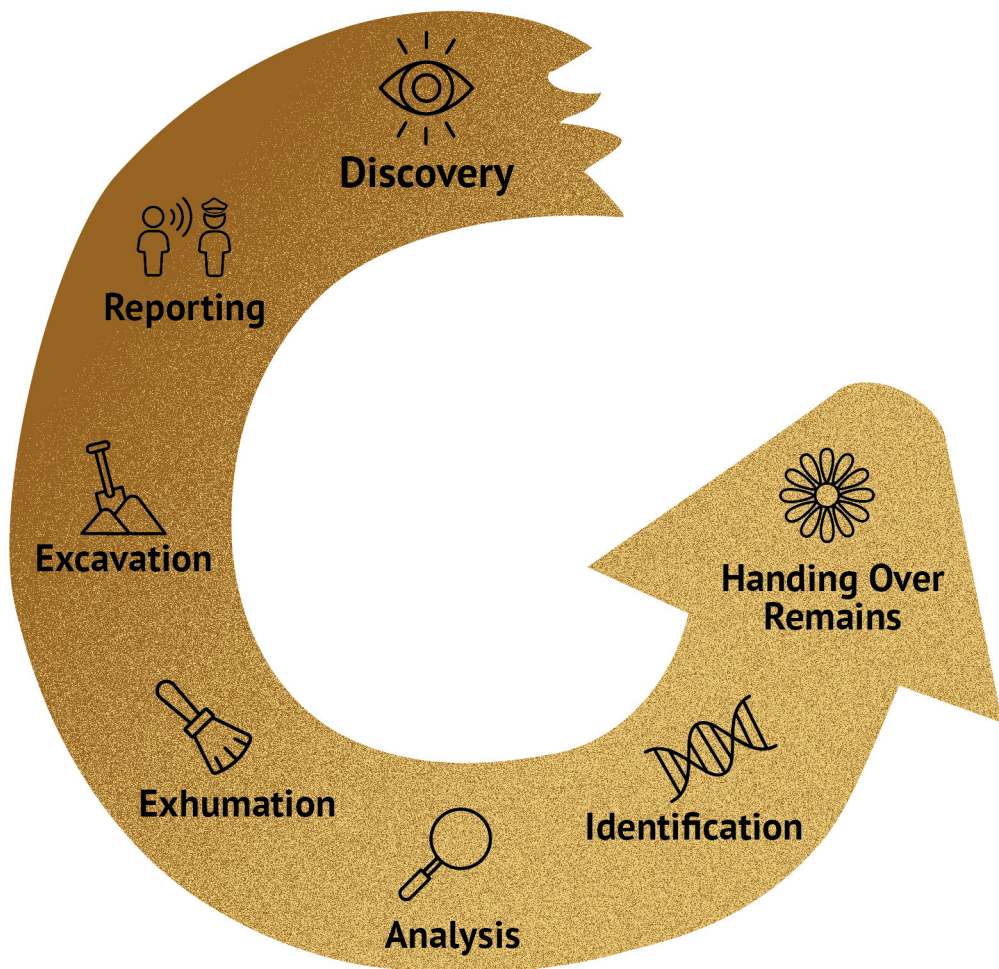 Discovery
Reporting
Excavation
Exhumation
Analysis
Identification
Handing Over
Remains